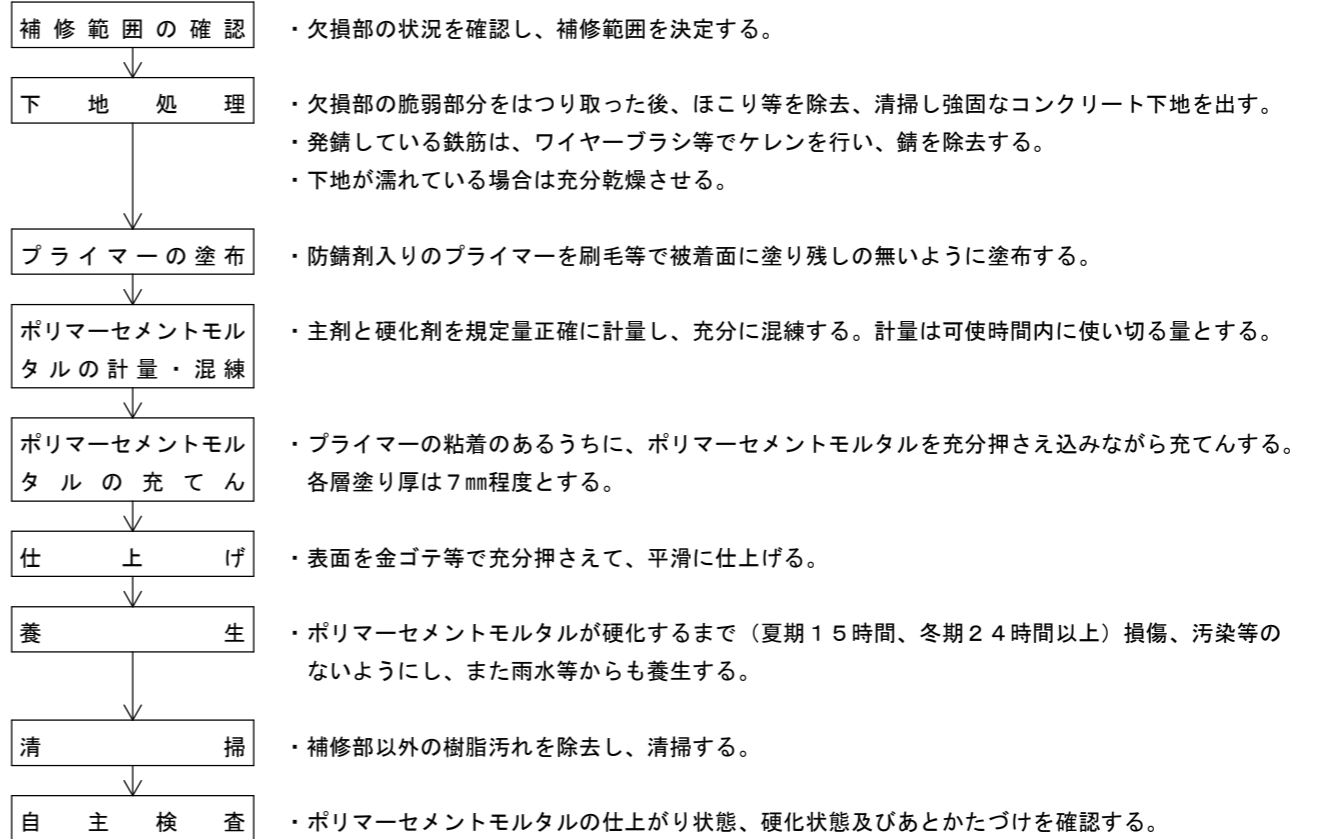 補修範囲の確認
・欠損部の状況を確認し、補修範囲を決定する。
下地処理
・欠損部の脆弱部分をはつり取った後、ほこり等を除去、清掃し強固なコンクリート下地を出す。
・発錆している鉄筋は、ワイヤーブラシ等でケレンを行い、錆を除去する。
・下地が濡れている場合は充分乾燥させる。
プライマーの塗布
・防錆剤入りのプライマーを刷毛等で被着面に塗り残しの無いように塗布する。
ポリマーセメントモル
タルの計量・混練
・主剤と硬化剤を規定量正確に計量し、充分に混練する。計量は可使時間内に使い切る量とする。
ポリマーセメントモル
タルの充てん
・プライマーの粘着のあるうちに、ポリマーセメントモルタルを充分押さえ込みながら充てんする。
各層塗り厚は７㎜程度とする。
仕上げ
・表面を金ゴテ等で充分押さえて、平滑に仕上げる。
養生
・ポリマーセメントモルタルが硬化するまで（夏期１５時間、冬期２４時間以上）損傷、汚染等の
ないようにし、また雨水等からも養生する。
清掃
・補修部以外の樹脂汚れを除去し、清掃する。
自主検査
・ポリマーセメントモルタルの仕上がり状態、硬化状態及びあとかたづけを確認する。